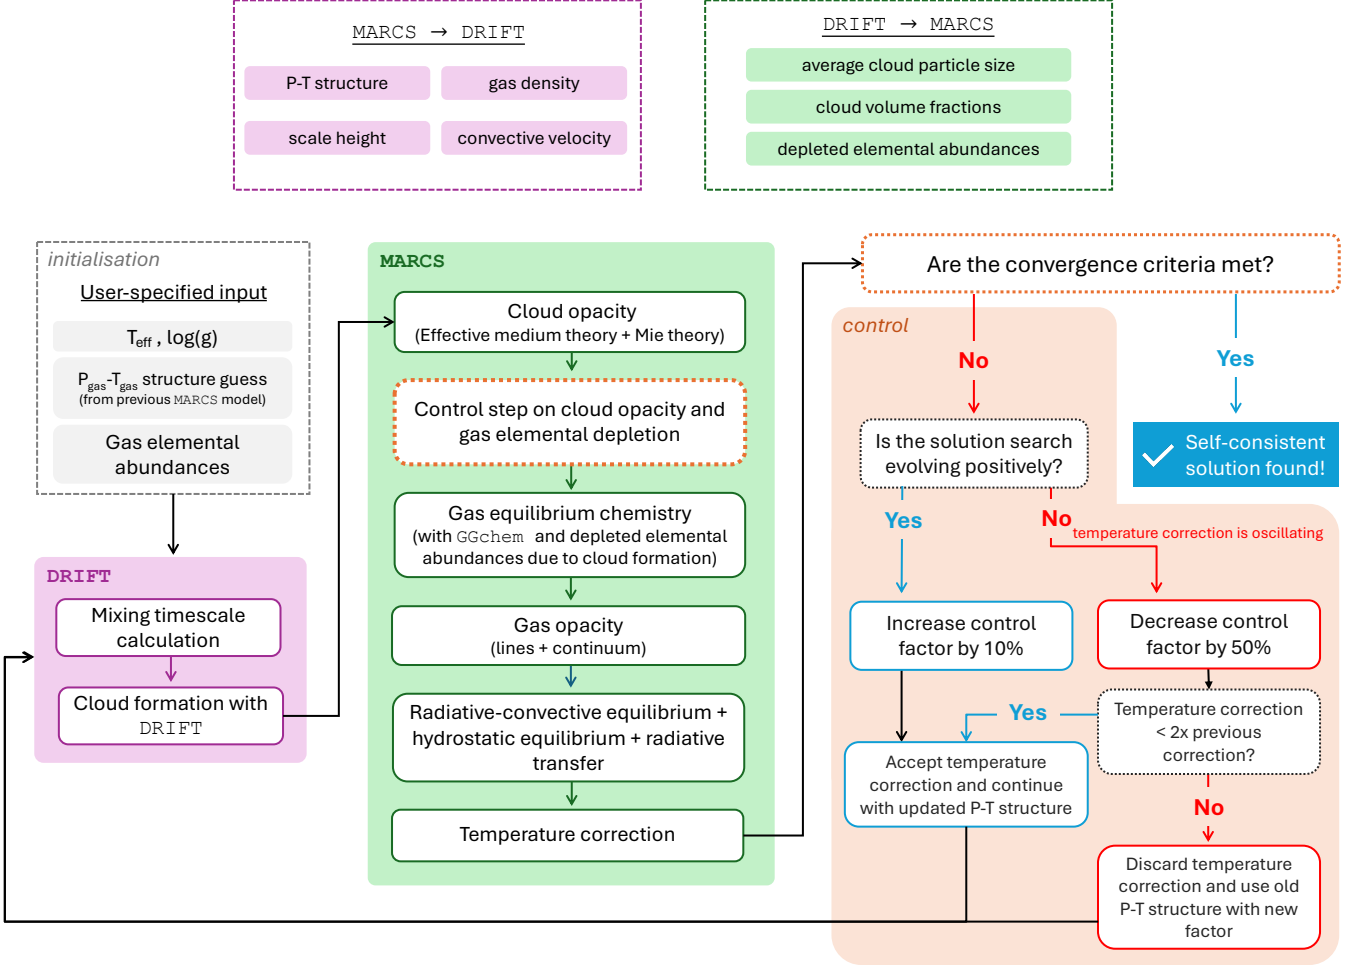 MARCS → DRIFT
P-T structure
gas density
scale height
convective velocity
DRIFT → MARCS
average cloud particle size
cloud volume fractions
depleted elemental abundances
initialisation
User-specified input
Teff , log(g)
Pgas-Tgas structure guess
(from previous MARCS model)
Gas elemental
abundances
DRIFT
Mixing timescale
calculation
Cloud formation with
DRIFT
MARCS
Cloud opacity
(Effective medium theory + Mie theory)
Control step on cloud opacity and
gas elemental depletion
Gas equilibrium chemistry
(with GGchem and depleted elemental
abundances due to cloud formation)
Gas opacity
(lines + continuum)
Radiative-convective equilibrium +
hydrostatic equilibrium + radiative
transfer
Temperature correction
Are the convergence criteria met?
control
No
Yes
Is the solution search
evolving positively?
Self-consistent
solution found!
Yes
No
temperature correction is oscillating
Increase control
factor by 10%
Decrease control
factor by 50%
Yes
Temperature correction
< 2x previous
correction?
Accept temperature
correction and continue
with updated P-T structure
No
Discard temperature
correction and use old
P-T structure with new
factor